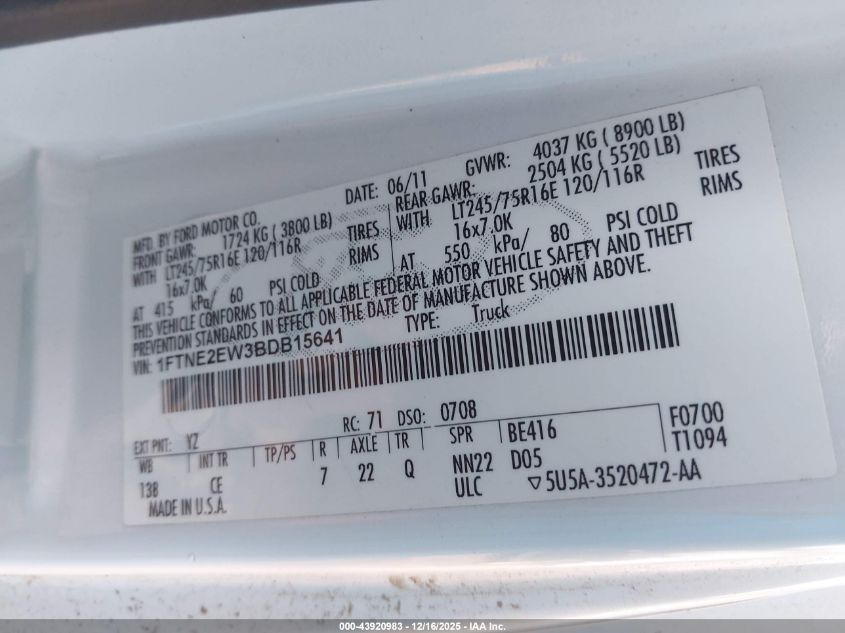 MFD. BY FORD MOTOR CO. DATE: 06/11 GVWR: 4037 KG ( 8900 LB)
FRONT GAWR: 1724 KG ( 3800 LB) REAR GAWR: 2504 KG ( 5520 LB)
WITH LT245/75R16E 120/116R TIRES WITH LT245/75R16E 120/116R TIRES
16x7.0K RIMS 16x7.0K RIMS
AT 415 kPa/ 60 PSI COLD AT 550 kPa/ 80 PSI COLD
THIS VEHICLE CONFORMS TO ALL APPLICABLE FEDERAL MOTOR VEHICLE SAFETY AND THEFT
PREVENTION STANDARDS IN EFFECT ON THE DATE OF MANUFACTURE SHOWN ABOVE.
VIN: 1FTNE2EW3BDB15641 TYPE: Truck
F0700
T1094
EXT PNT: YZ RC: 71 DSO: 0708
WB INT TR TP/PS R AXLE TR SPR BE416
138 CE 7 22 Q NN22 D05
MADE IN U.S.A. ULC ▽5U5A-3520472-AA
000-43920983 - 12/16/2025 - IAA Inc.